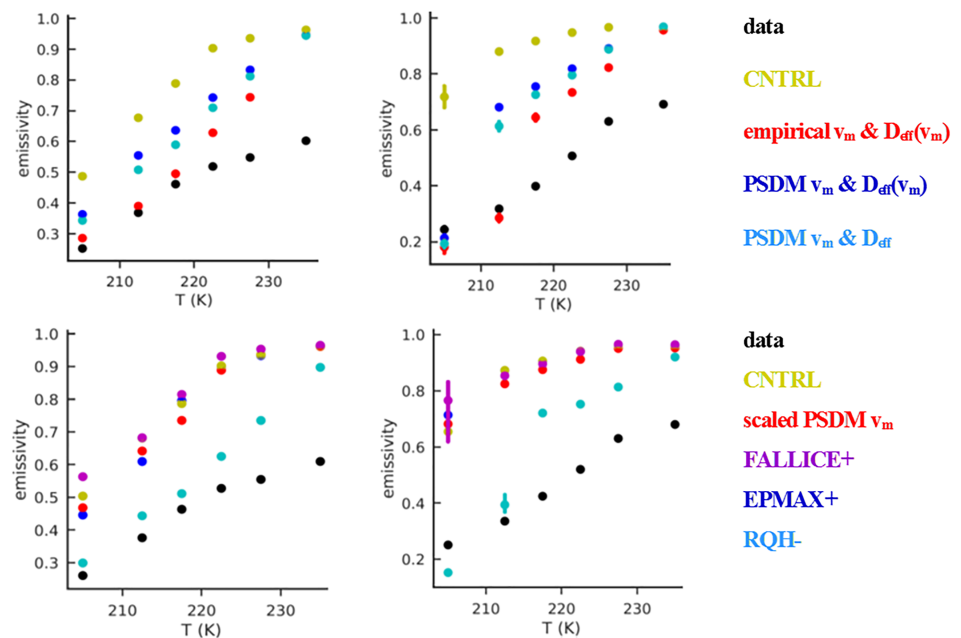 1.0
0.9
0.8
0.7
0.6
0.5
0.4
0.3
emissivity
210
220
230
T (K)
1.0
0.8
0.6
0.4
0.2
emissivity
210
220
230
T (K)
data
CNTRL
empirical vₘ & Dₑff(vₘ)
PSDM vₘ & Dₑff(vₘ)
PSDM vₘ & Dₑff
1.0
0.9
0.8
0.7
0.6
0.5
0.4
0.3
emissivity
210
220
230
T (K)
1.0
0.8
0.6
0.4
0.2
emissivity
210
220
230
T (K)
data
CNTRL
scaled PSDM vₘ
FALLICE+
EPMAX+
RQH-